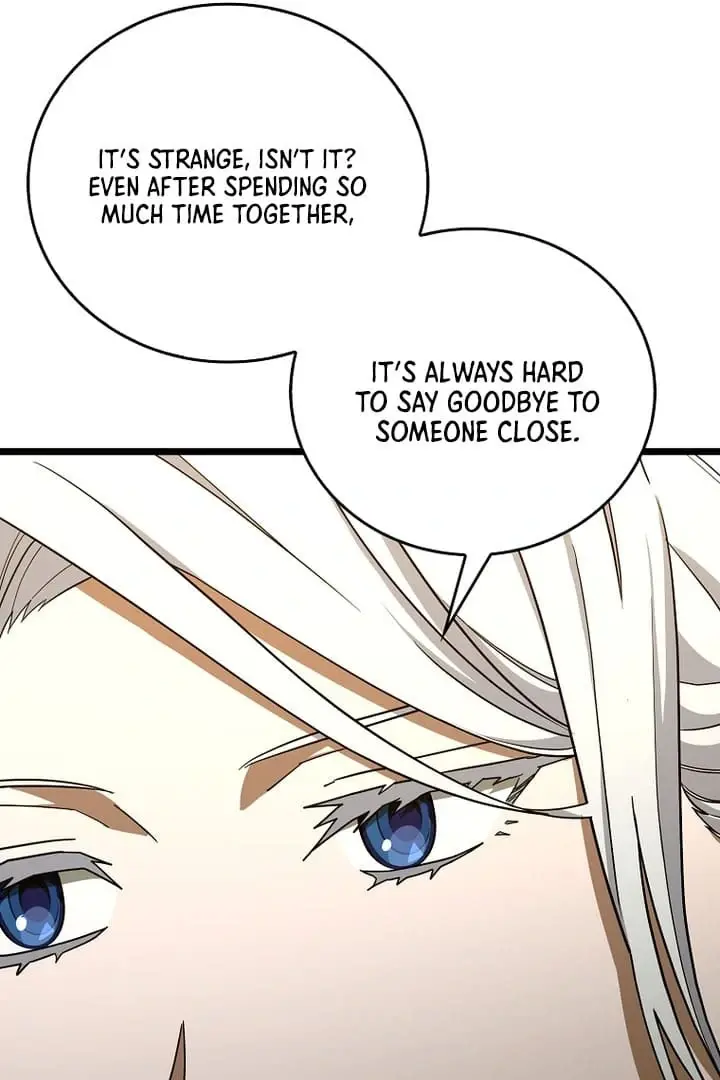 IT'S STRANGE, ISN'T IT?
EVEN AFTER SPENDING SO
MUCH TIME TOGETHER,
IT'S ALWAYS HARD
TO SAY GOODBYE TO
SOMEONE CLOSE.